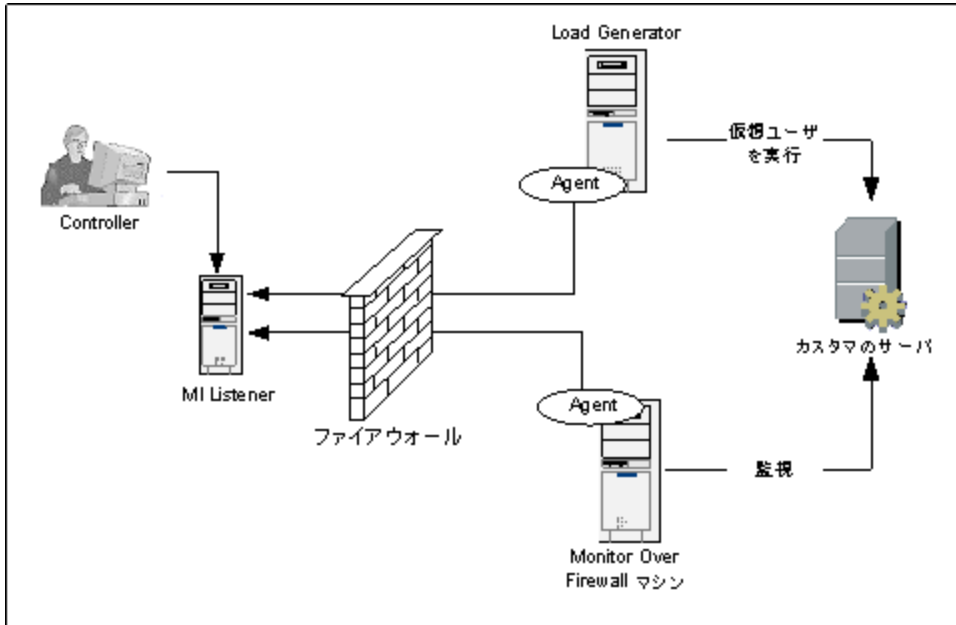 Load Generator
仮想ユーザ
を実行
Agent
Controller
カスタマのサーバ
MI Listener
Agent
ファイアウォール
監視
Monitor Over
Firewall マシン